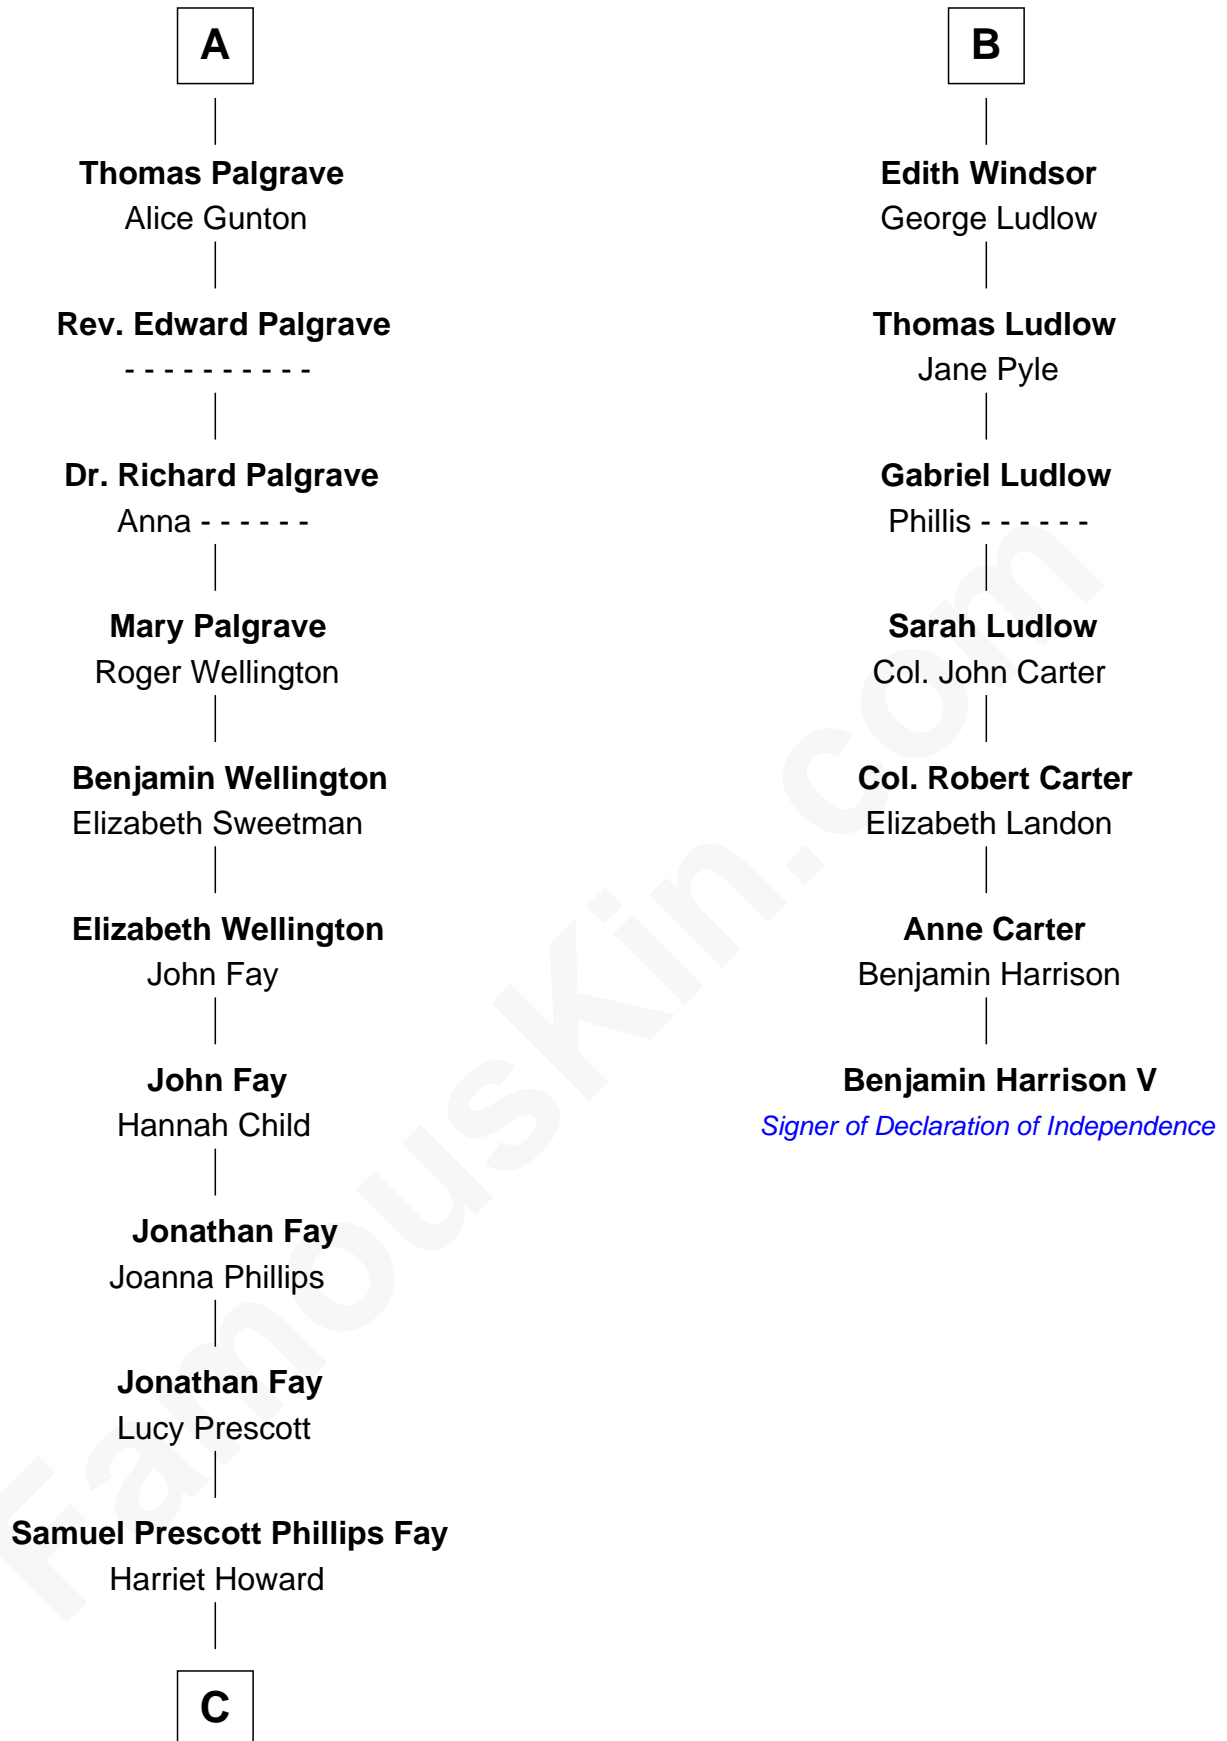 A
Thomas Palgrave
Alice Gunton
Rev. Edward Palgrave
- - - - - - - - - -
Dr. Richard Palgrave
Anna - - - - - -
Mary Palgrave
Roger Wellington
Benjamin Wellington
Elizabeth Sweetman
Elizabeth Wellington
John Fay
John Fay
Hannah Child
Jonathan Fay
Joanna Phillips
Jonathan Fay
Lucy Prescott
Samuel Prescott Phillips Fay
Harriet Howard
C
B
Edith Windsor
George Ludlow
Thomas Ludlow
Jane Pyle
Gabriel Ludlow
Phillis - - - - - -
Sarah Ludlow
Col. John Carter
Col. Robert Carter
Elizabeth Landon
Anne Carter
Benjamin Harrison
Benjamin Harrison V
Signer of Declaration of Independence
FamousKin.com